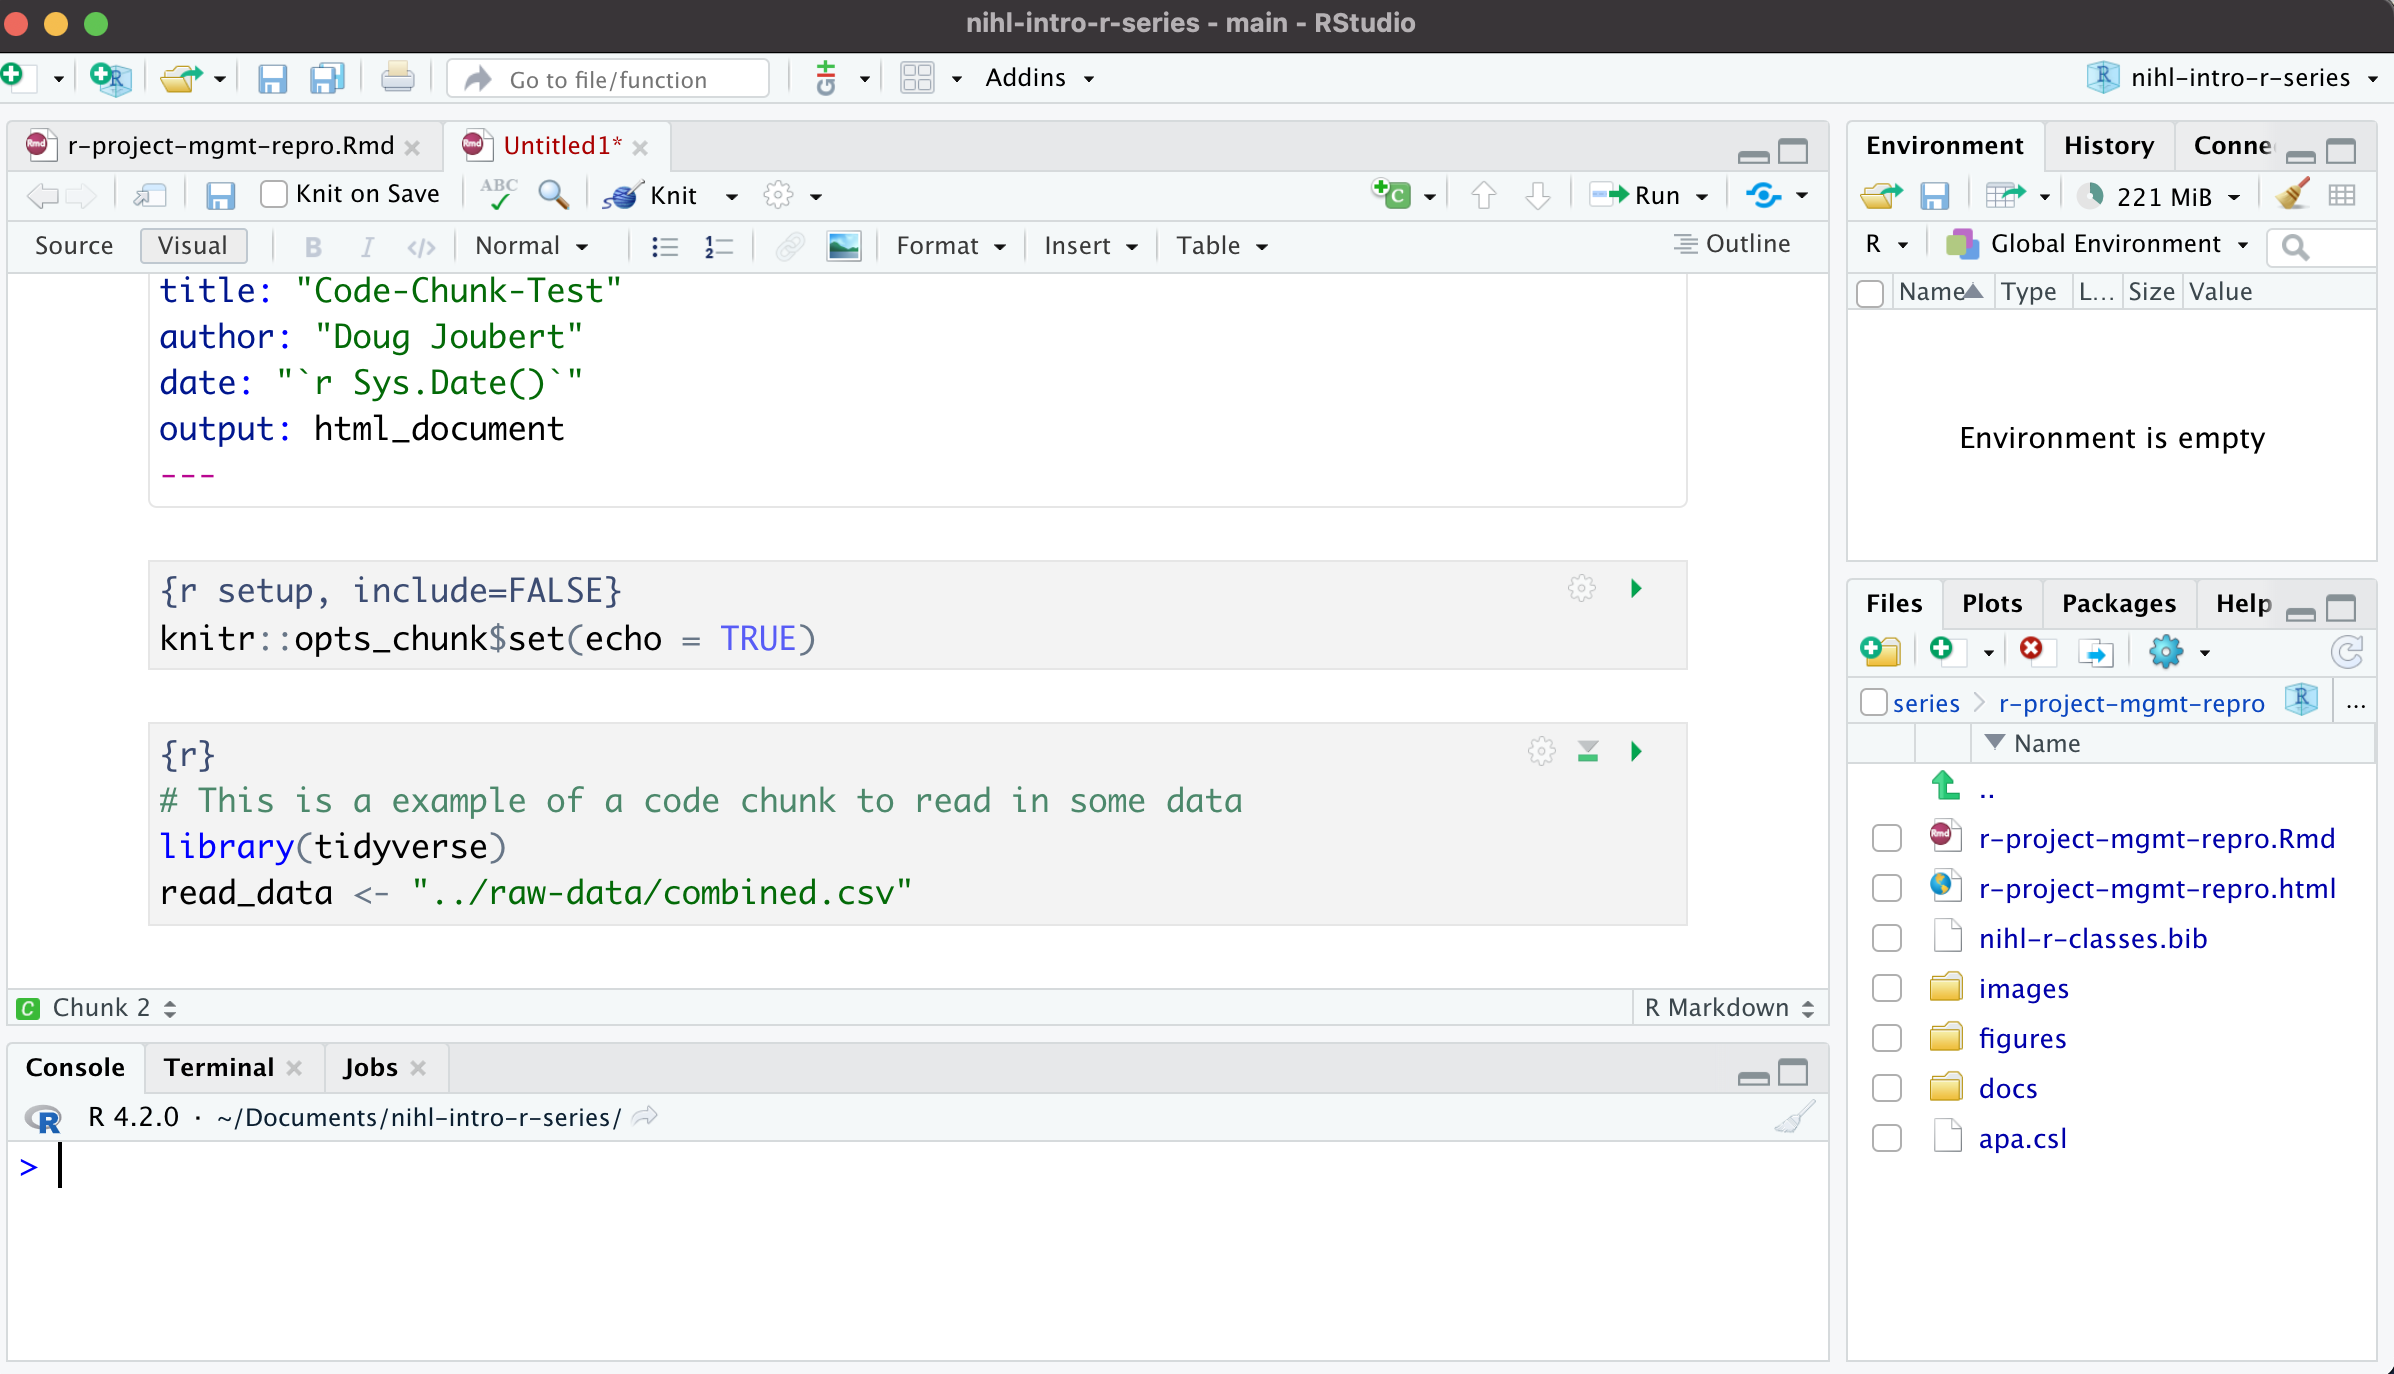 nihl-intro-r-series - main - RStudio
Go to file/function
Addins
nihl-intro-r-series
r-project-mgmt-repro.Rmd
Untitled1*
Knit on Save
ABC
Knit
Run
Source
Visual
B
I
</>
Normal
Format
Insert
Table
Outline
title: "Code-Chunk-Test"
author: "Doug Joubert"
date: "`r Sys.Date()`"
output: html_document
---
{r setup, include=FALSE}
knitr::opts_chunk$set(echo = TRUE)
{r}
# This is a example of a code chunk to read in some data
library(tidyverse)
read_data <- "../raw-data/combined.csv"
C Chunk 2
R Markdown
Console
Terminal
Jobs
R 4.2.0 · ~/Documents/nihl-intro-r-series/
>
Environment
History
Conne
221 MiB
R
Global Environment
Name
Type
L...
Size
Value
Environment is empty
Files
Plots
Packages
Help
series
r-project-mgmt-repro
...
Name
..
r-project-mgmt-repro.Rmd
r-project-mgmt-repro.html
nihl-r-classes.bib
images
figures
docs
apa.csl